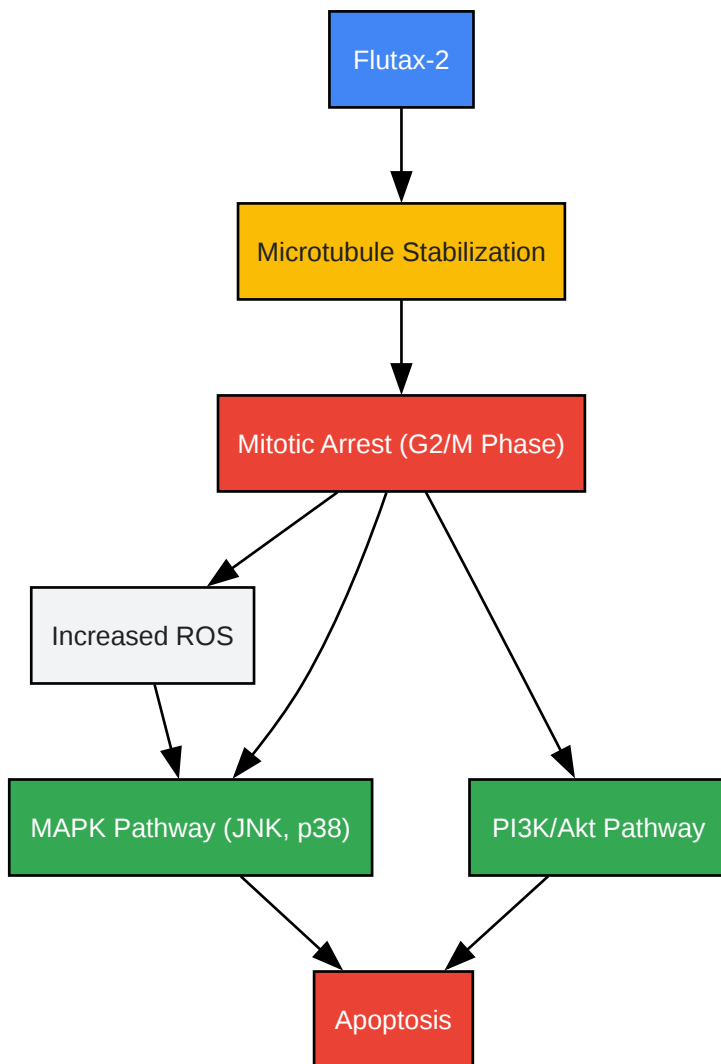 Flutax-2
Microtubule Stabilization
Mitotic Arrest (G2/M Phase)
Increased ROS
MAPK Pathway (JNK, p38)
PI3K/Akt Pathway
Apoptosis